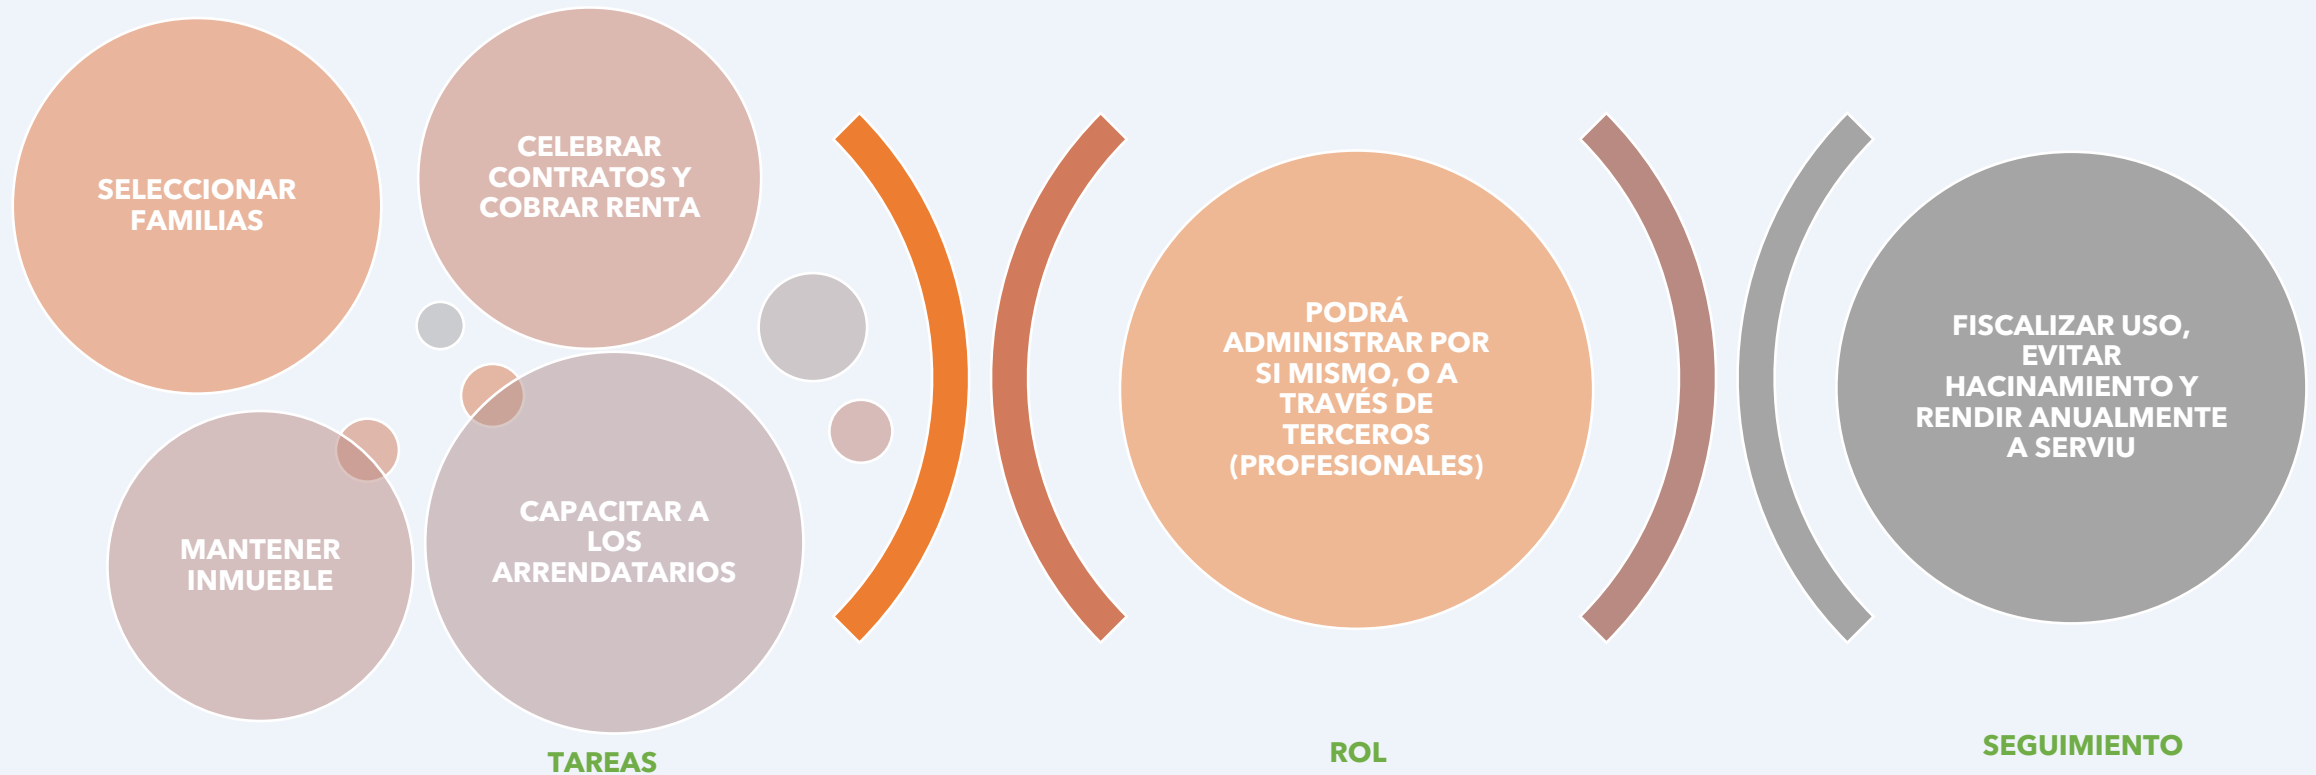 SELECCIONAR
FAMILIAS
CELEBRAR
CONTRATOS Y
COBRAR RENTA
MANTENER
INMUEBLE
CAPACITAR A
LOS
ARRENDATARIOS
TAREAS
PODRÁ
ADMINISTRAR POR
SI MISMO, O A
TRAVÉS DE
TERCEROS
(PROFESIONALES)
ROL
FISCALIZAR USO,
EVITAR
HACINAMIENTO Y
RENDIR ANUALMENTE
A SERVIU
SEGUIMIENTO